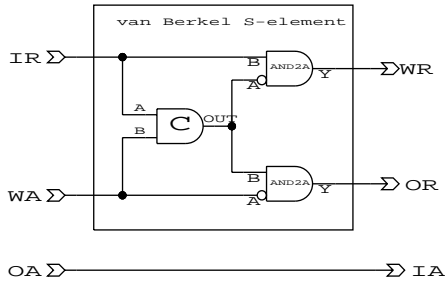 van Berkel S-element
IR
B
AND2A
Y
WR
A
A
C
OUT
B
B
AND2A
Y
OR
WA
A
OA
IA